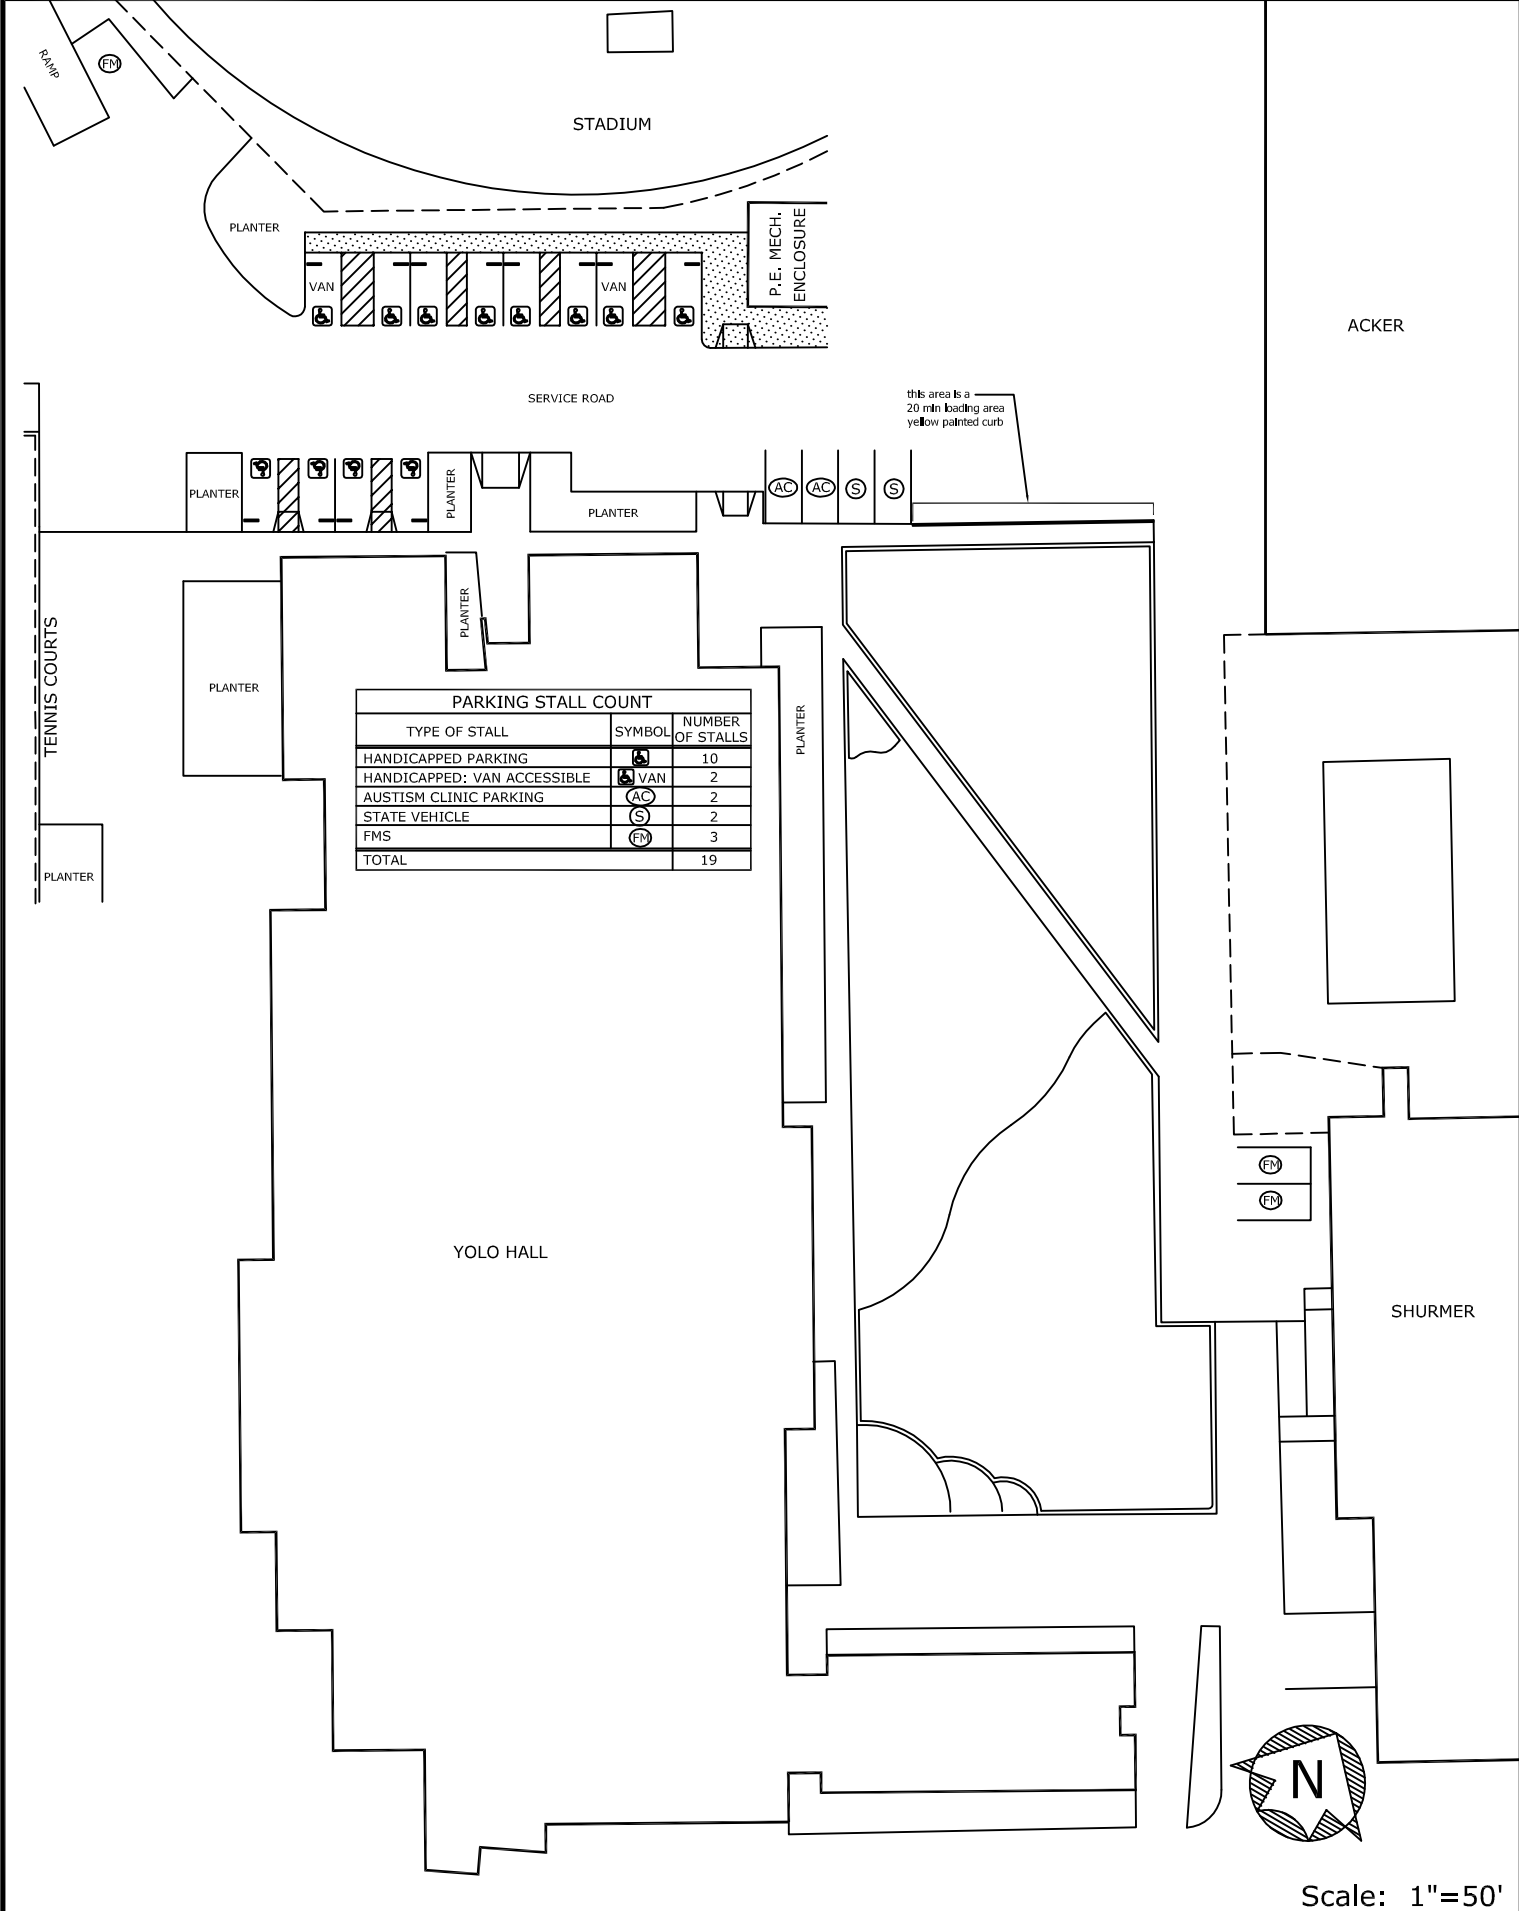 RAMP
FM
STADIUM
PLANTER
P.E. MECH.
ENCLOSURE
VAN
VAN
ACKER
SERVICE ROAD
this area is a
20 min loading area
yellow painted curb
PLANTER
PLANTER
PLANTER
AC
AC
S
S
TENNIS COURTS
PLANTER
PLANTER
PLANTER
PLANTER
PARKING STALL COUNT
TYPE OF STALL SYMBOL NUMBER OF STALLS
HANDICAPPED PARKING 10
HANDICAPPED: VAN ACCESSIBLE VAN 2
AUSTISM CLINIC PARKING AC 2
STATE VEHICLE S 2
FMS FM 3
TOTAL 19
FM
FM
YOLO HALL
SHURMER
N
Scale: 1"=50'